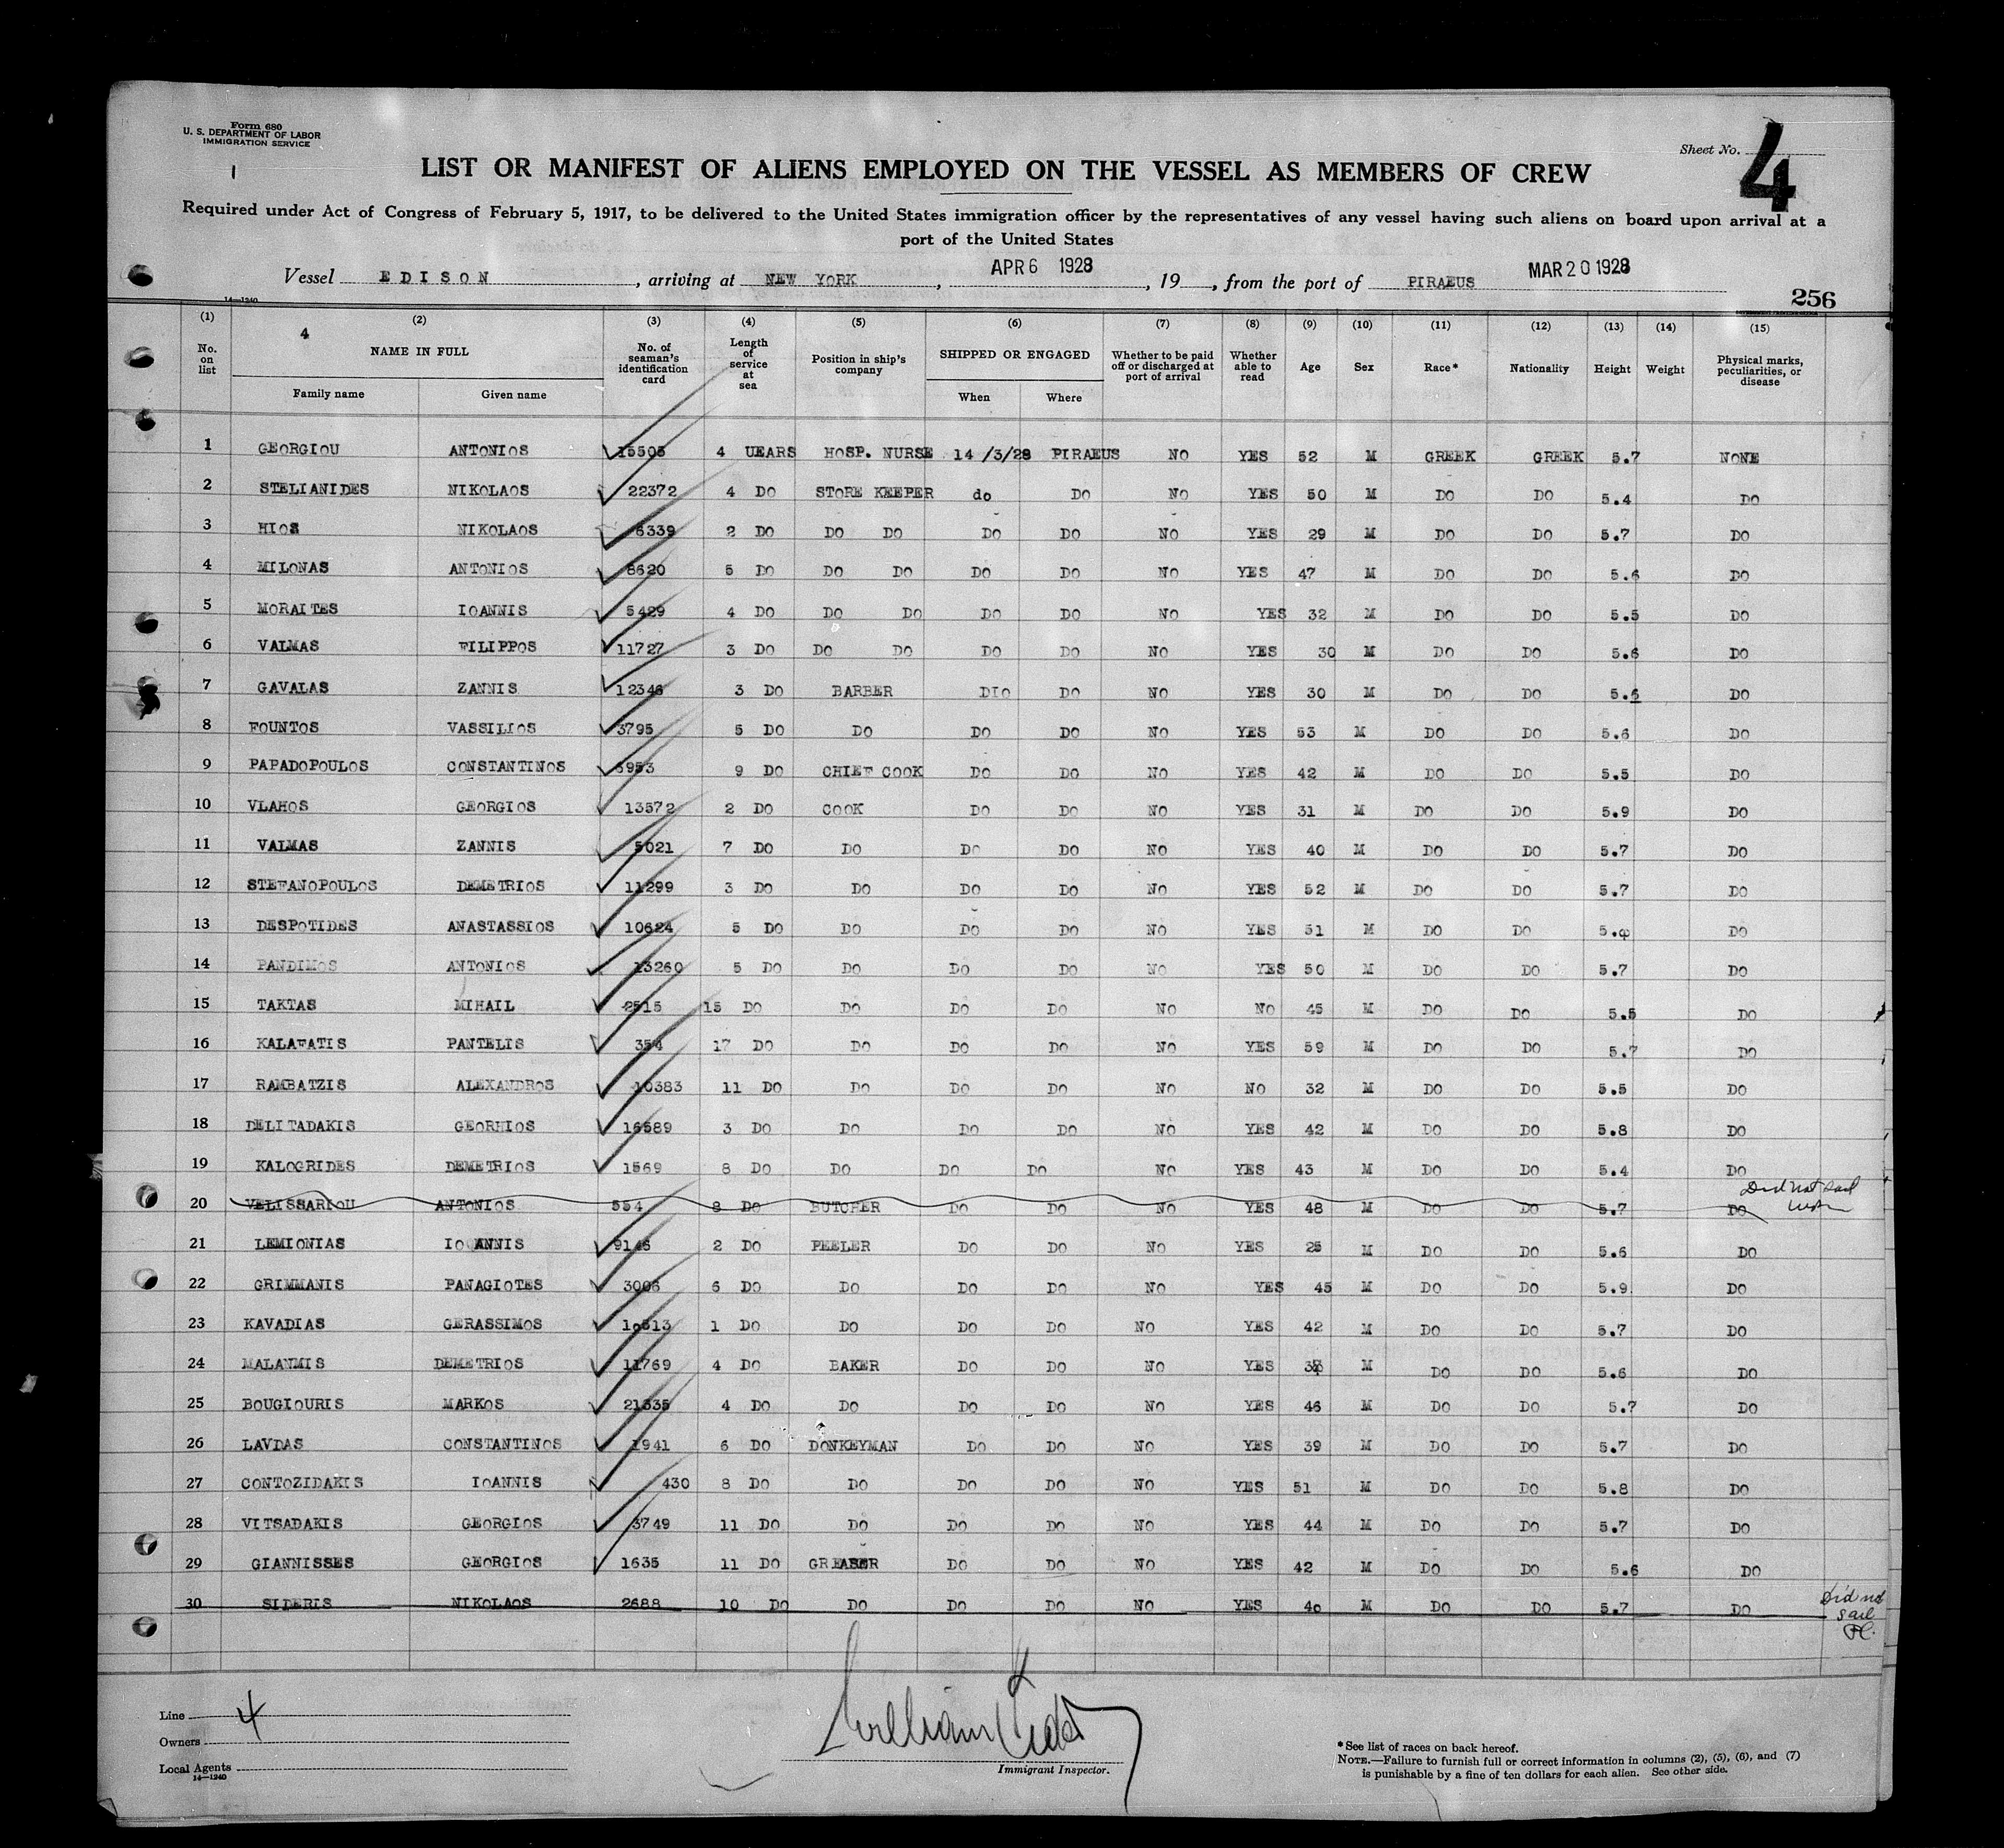 Form 680
U. S. DEPARTMENT OF LABOR
IMMIGRATION SERVICE
Sheet No. 4
LIST OR MANIFEST OF ALIENS EMPLOYED ON THE VESSEL AS MEMBERS OF CREW
Required under Act of Congress of February 5, 1917, to be delivered to the United States immigration officer by the representatives of any vessel having such aliens on board upon arrival at a
port of the United States
Vessel EDISON, arriving at NEW YORK, APR 6 1928, 19, from the port of PIRAEUS MAR 20 1928
14—1240
256
(1) (2) (3) (4) (5) (6) (7) (8) (9) (10) (11) (12) (13) (14) (15)
4
No. on list NAME IN FULL Family name Given name No. of seaman's identification card Length of service at sea Position in ship's company SHIPPED OR ENGAGED When Where Whether to be paid off or discharged at port of arrival Whether able to read Age Sex Race* Nationality Height Weight Physical marks, peculiarities, or disease
1 GEORGIOU ANTONIOS 15505 4 UEARS HOSP. NURSE 14 /3/28 PIRAEUS NO YES 52 M GREEK GREEK 5.7 NONE
2 STELIANIDES NIKOLAOS 22372 4 DO STORE KEEPER do DO NO YES 50 M DO DO 5.4 DO
3 HIOS NIKOLAOS 6339 2 DO DO DO DO DO NO YES 29 M DO DO 5.7 DO
4 MILONAS ANTONIOS 8620 5 DO DO DO DO DO NO YES 47 M DO DO 5.6 DO
5 MORAITES IOANNIS 5429 4 DO DO DO DO DO NO YES 32 M DO DO 5.5 DO
6 VALMAS FILIPPOS 11727 3 DO DO DO DO DO NO YES 30 M DO DO 5.6 DO
7 GAVALAS ZANNIS 12346 3 DO BARBER DIO DO NO YES 30 M DO DO 5.6 DO
8 FOUNTOS VASSILIOS 3795 5 DO DO DO DO NO YES 53 M DO DO 5.6 DO
9 PAPADOPOULOS CONSTANTINOS 3953 9 DO CHIEF COOK DO DO NO YES 42 M DO DO 5.5 DO
10 VLAHOS GEORGIOS 13572 2 DO COOK DO DO NO YES 31 M DO DO 5.9 DO
11 VALMAS ZANNIS 5021 7 DO DO DO DO NO YES 40 M DO DO 5.7 DO
12 STEFANOPOULOS DEMETRIOS 11299 3 DO DO DO DO NO YES 52 M DO DO 5.7 DO
13 DESPOTIDES ANASTASSIOS 10624 5 DO DO DO DO NO YES 51 M DO DO DO
14 PANDIMOS ANTONIOS 13260 5 DO DO DO DO NO YES 50 M DO DO 5.7 DO
15 TAKTAS MIHAIL 2515 15 DO DO DO DO NO NO 45 M DO DO 5.5 DO
16 KALAFATIS PANTELIS 354 17 DO DO DO DO NO YES 59 M DO DO 5.7 DO
17 RAMBATZIS ALEXANDROS 10383 11 DO DO DO DO NO NO 32 M DO DO 5.5 DO
18 DELITADAKIS GEORHIOS 16589 3 DO DO DO DO NO YES 42 M DO DO 5.8 DO
19 KALOGRIDES DEMETRIOS 1569 8 DO DO DO DO NO YES 43 M DO DO 5.4 DO
20 VELISSARIOU ANTONIOS 554 8 DO BUTCHER DO DO NO YES 48 M DO DO 5.7 DO Did not sail
21 LEMIONIAS IOANNIS 9146 2 DO PEELER DO DO NO YES 25 M DO DO 5.6 DO
22 GRIMMANIS PANAGIOTES 3006 6 DO DO DO DO NO YES 45 M DO DO 5.9 DO
23 KAVADIAS GERASSIMOS 10513 1 DO DO DO DO NO YES 42 M DO DO 5.7 DO
24 MALANMIS DEMETRIOS 11769 4 DO BAKER DO DO NO YES M DO DO 5.6 DO
25 BOUGIOURIS MARKOS 21335 4 DO DO DO DO NO YES 46 M DO DO 5.7 DO
26 LAVDAS CONSTANTINOS 1941 6 DO DONKEYMAN DO DO NO YES 39 M DO DO 5.7 DO
27 CONTOZIDAKIS IOANNIS 430 8 DO DO DO DO NO YES 51 M DO DO 5.8 DO
28 VITSADAKIS GEORGIOS 3749 11 DO DO DO DO NO YES 44 M DO DO 5.7 DO
29 GIANNISSES GEORGIOS 1635 11 DO GREASER DO DO NO YES 42 M DO DO 5.6 DO
30 SIDERIS NIKOLAOS 2688 10 DO DO DO DO NO YES 40 M DO DO 5.7 DO Did not sail
Line 4
Owners
Local Agents
14—1240
William Kidd
Immigrant Inspector.
*See list of races on back hereof.
NOTE.—Failure to furnish full or correct information in columns (2), (5), (6), and (7)
is punishable by a fine of ten dollars for each alien. See other side.